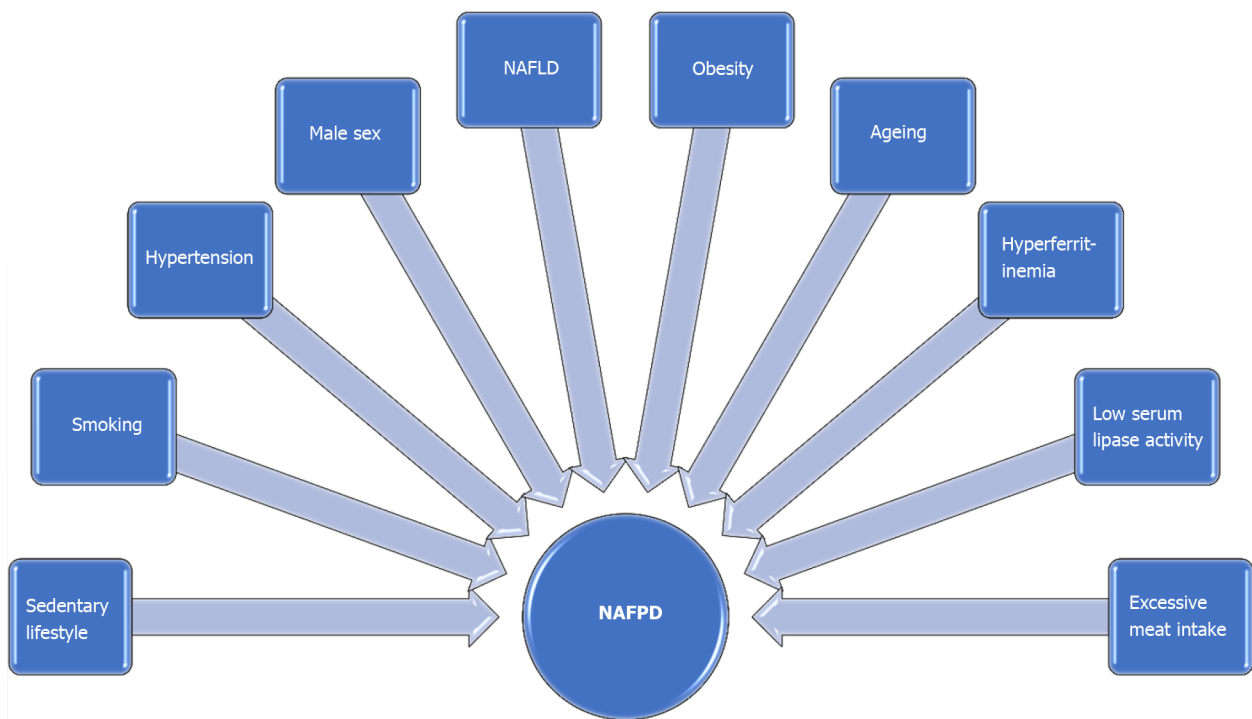 NAFLD
Obesity
Male sex
Ageing
Hypertension
Hyperferrit-
inemia
Smoking
Low serum
lipase activity
Sedentary
lifestyle
NAFPD
Excessive
meat intake